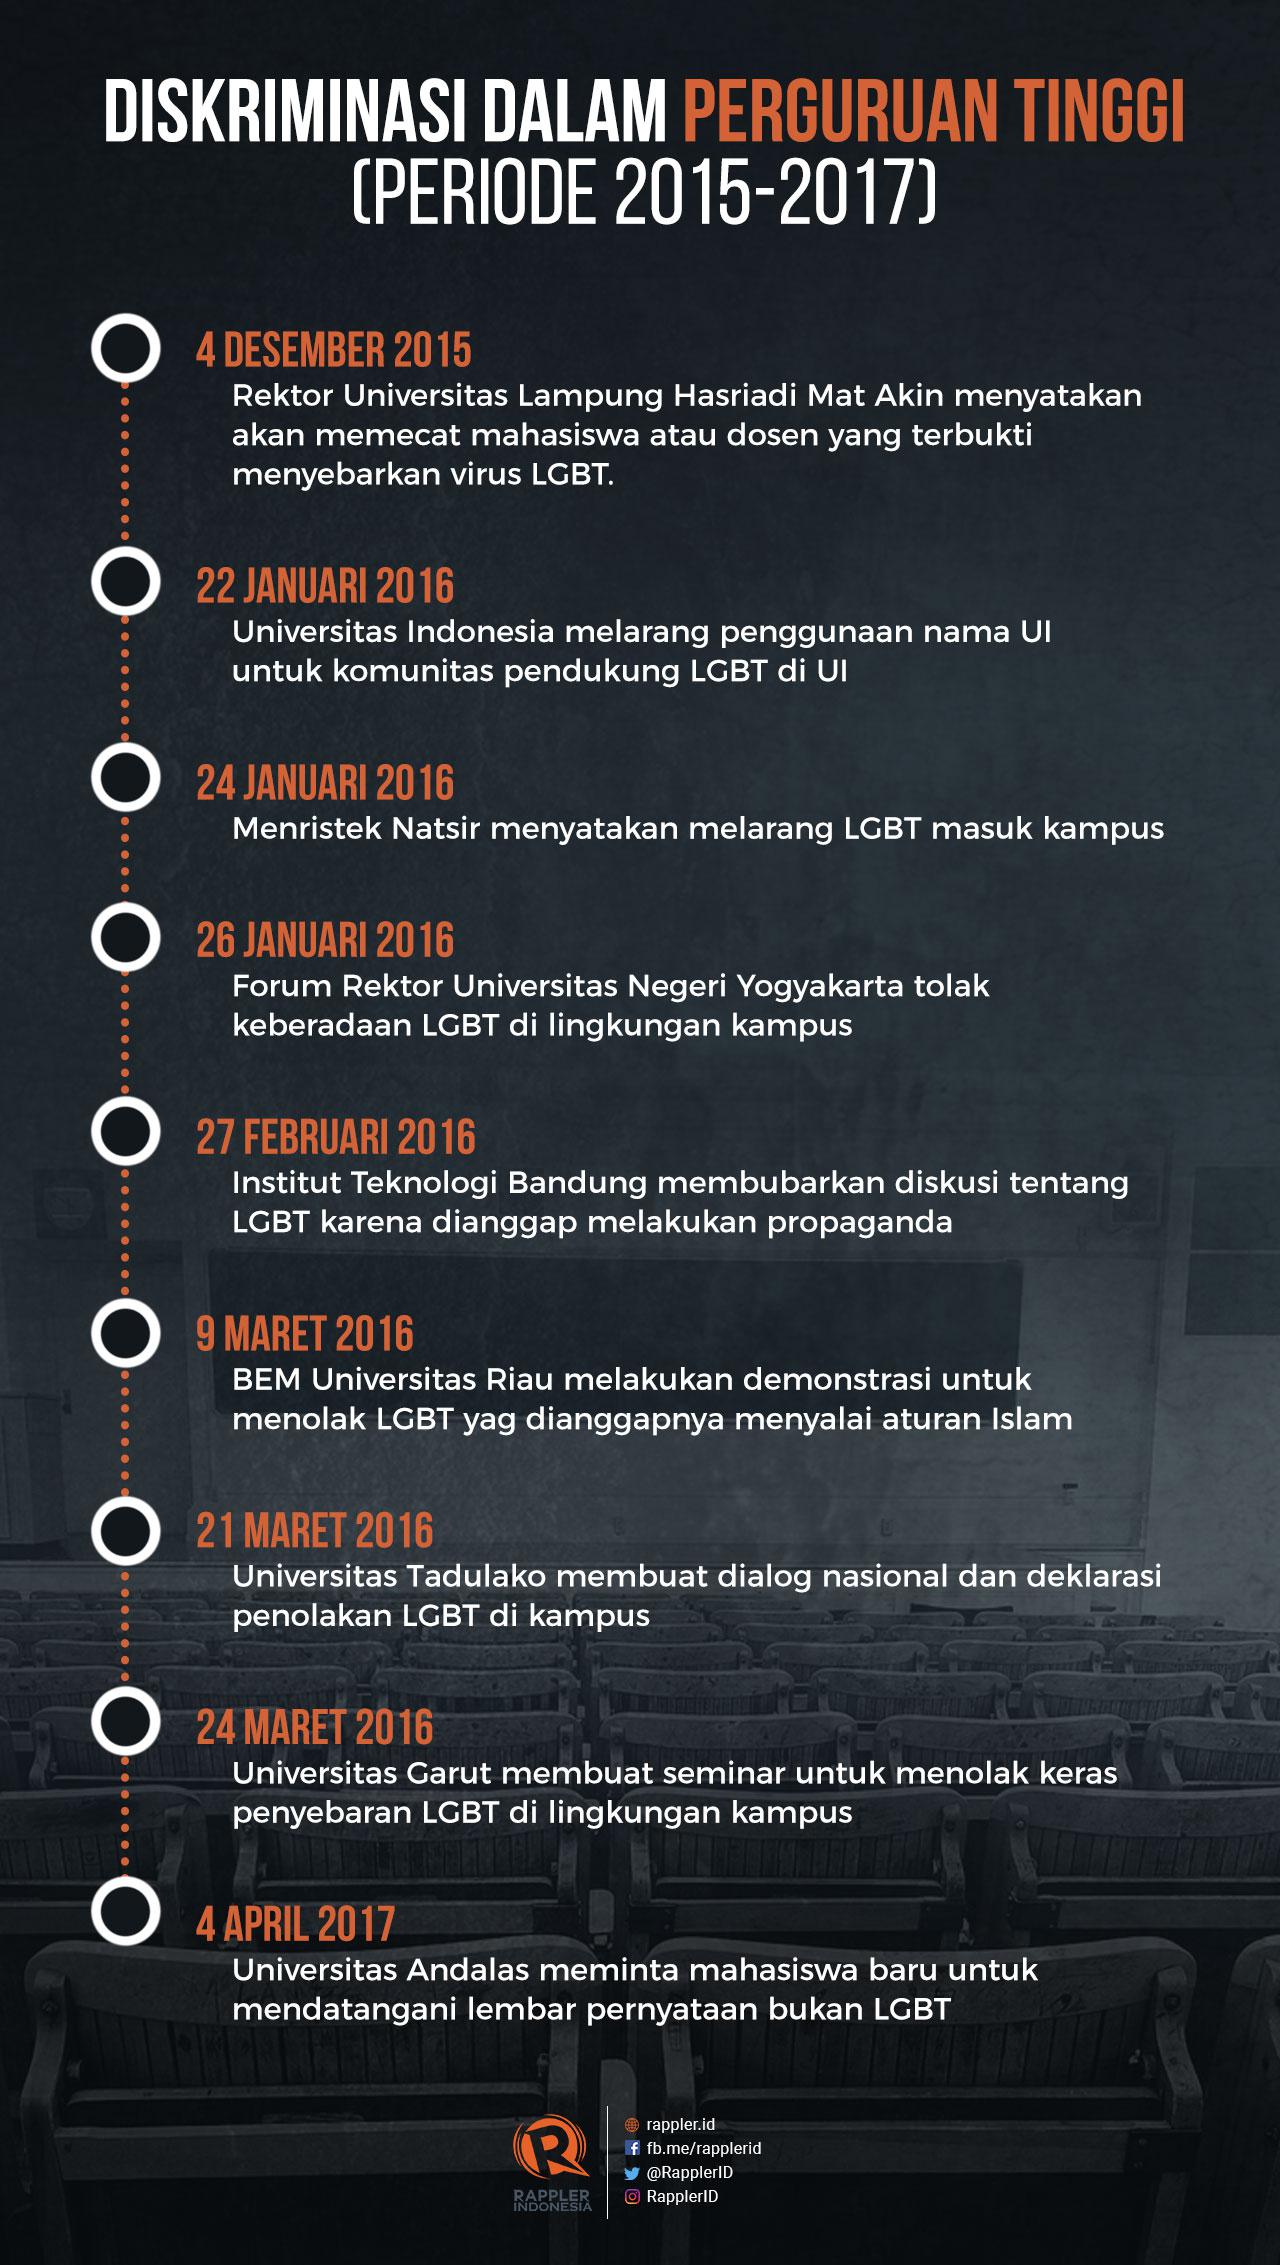 DISKRIMINASI DALAM PERGURUAN TINGGI
(PERIODE 2015-2017)
4 DESEMBER 2015
Rektor Universitas Lampung Hasriadi Mat Akin menyatakan
akan memecat mahasiswa atau dosen yang terbukti
menyebarkan virus LGBT.
22 JANUARI 2016
Universitas Indonesia melarang penggunaan nama UI
untuk komunitas pendukung LGBT di UI
24 JANUARI 2016
Menristek Natsir menyatakan melarang LGBT masuk kampus
26 JANUARI 2016
Forum Rektor Universitas Negeri Yogyakarta tolak
keberadaan LGBT di lingkungan kampus
27 FEBRUARI 2016
Institut Teknologi Bandung membubarkan diskusi tentang
LGBT karena dianggap melakukan propaganda
9 MARET 2016
BEM Universitas Riau melakukan demonstrasi untuk
menolak LGBT yag dianggapnya menyalai aturan Islam
21 MARET 2016
Universitas Tadulako membuat dialog nasional dan deklarasi
penolakan LGBT di kampus
24 MARET 2016
Universitas Garut membuat seminar untuk menolak keras
penyebaran LGBT di lingkungan kampus
4 APRIL 2017
Universitas Andalas meminta mahasiswa baru untuk
mendatangani lembar pernyataan bukan LGBT
RAPPLER
INDONESIA
rappler.id
fb.me/rapplerid
@RapplerID
RapplerID